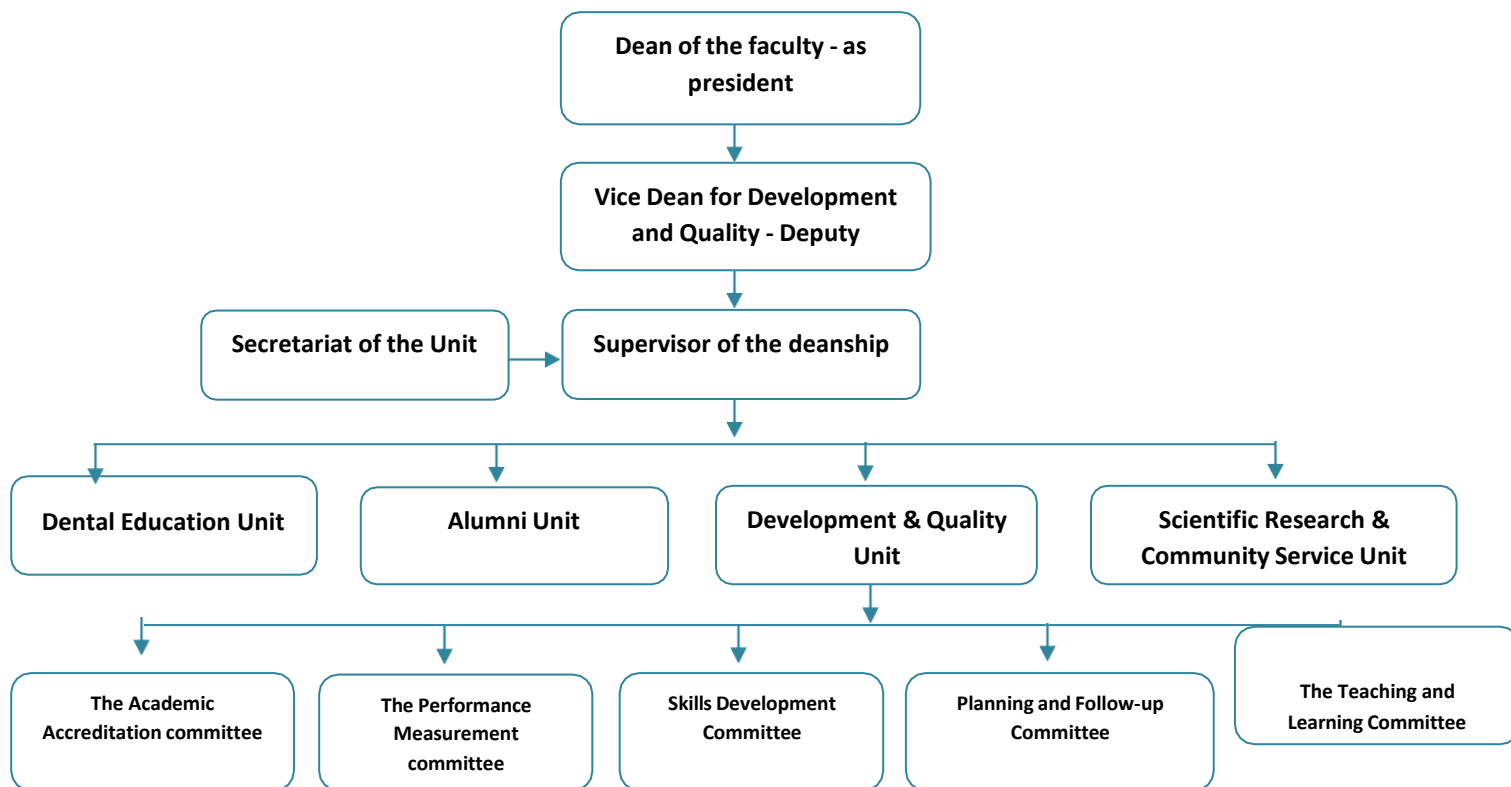 Dean of the faculty - as
president
Vice Dean for Development
and Quality - Deputy
Secretariat of the Unit
Supervisor of the deanship
Dental Education Unit
Alumni Unit
Development & Quality
Unit
Scientific Research &
Community Service Unit
The Academic
Accreditation committee
The Performance
Measurement
committee
Skills Development
Committee
Planning and Follow-up
Committee
The Teaching and
Learning Committee